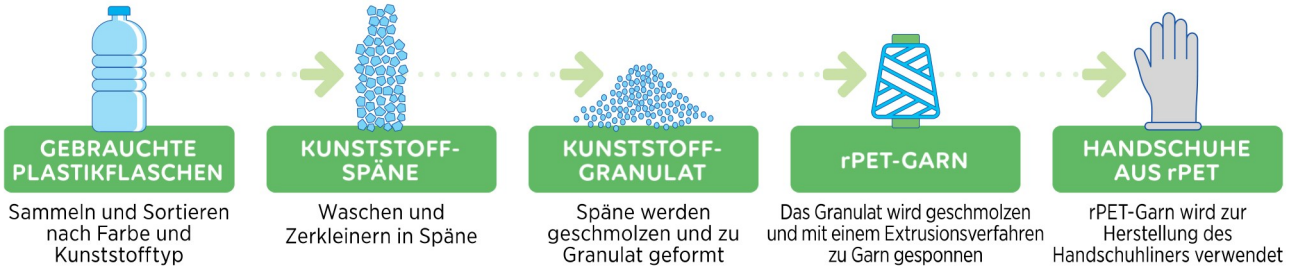 GEBRAUCHTE
PLASTIKFLASCHEN
Sammeln und Sortieren
nach Farbe und
Kunststofftyp
KUNSTSTOFF-
SPÄNE
Waschen und
Zerkleinern in Späne
KUNSTSTOFF-
GRANULAT
Späne werden
geschmolzen und zu
Granulat geformt
rPET-GARN
Das Granulat wird geschmolzen
und mit einem Extrusionsverfahren
zu Garn gesponnen
HANDSCHUHE
AUS rPET
rPET-Garn wird zur
Herstellung des
Handschuhliners verwendet